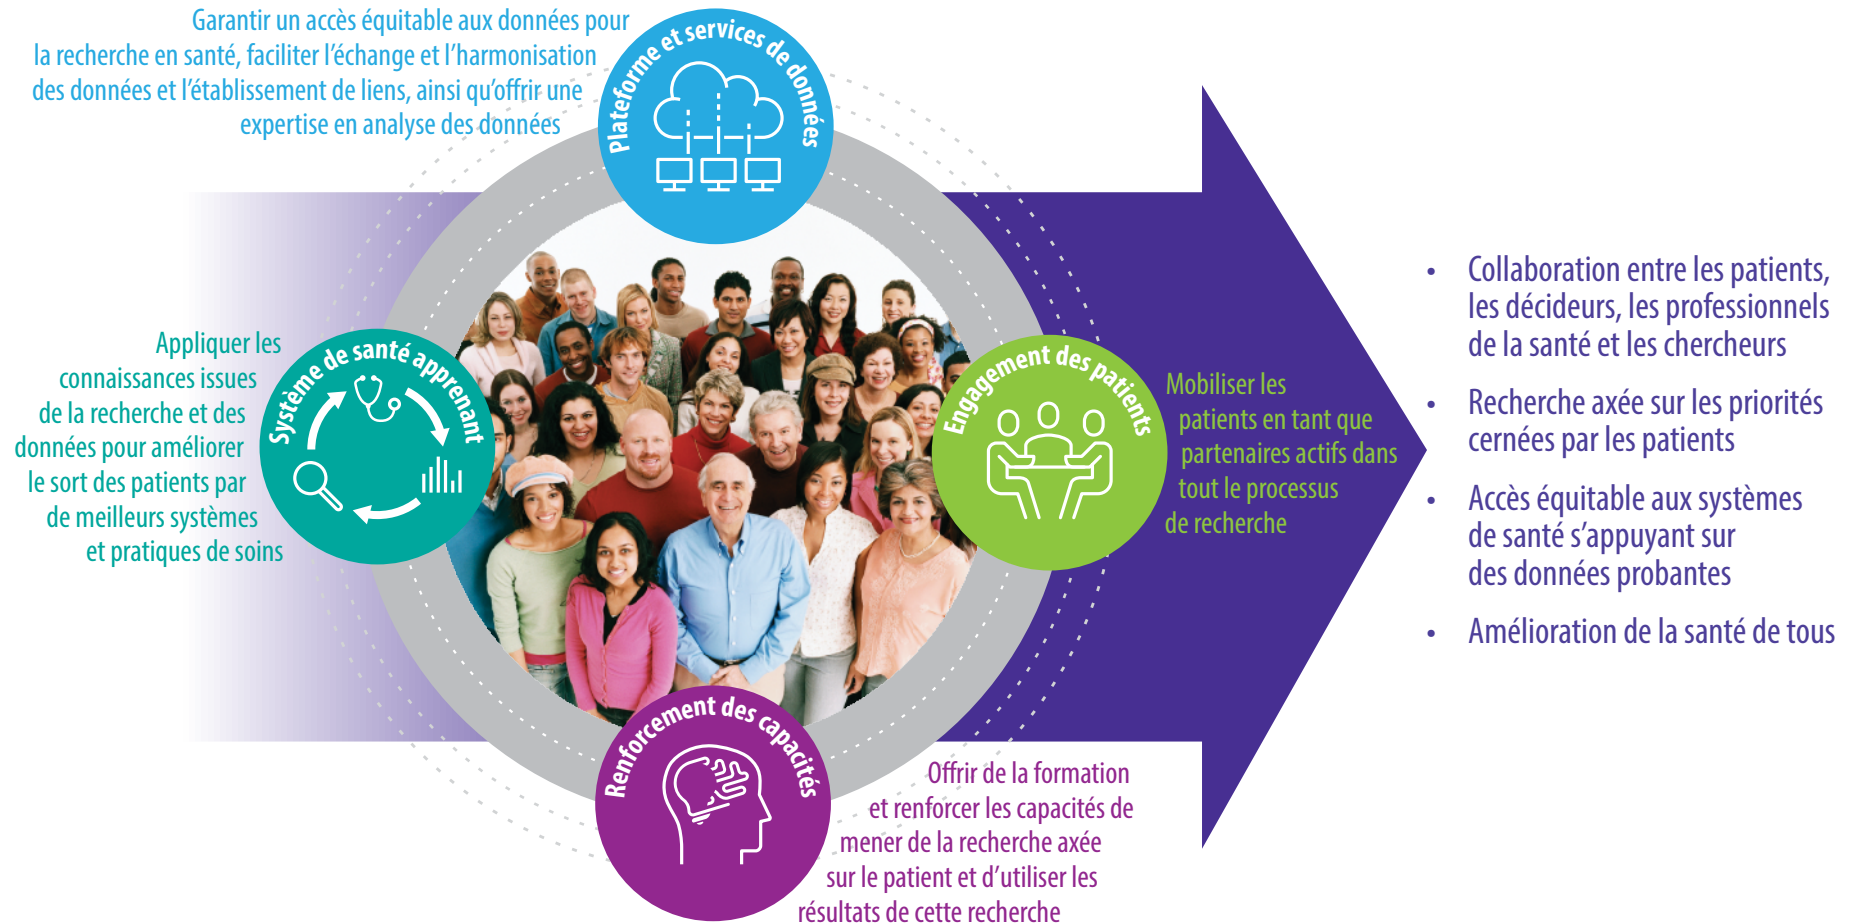 Garantir un accès équitable aux données pour
la recherche en santé, faciliter l’échange et l’harmonisation
des données et l’établissement de liens, ainsi qu’offrir une
expertise en analyse des données
Plateforme et services de données
Appliquer les
connaissances issues
de la recherche et des
données pour améliorer
le sort des patients par
de meilleurs systèmes
et pratiques de soins
Système de santé apprenant
Engagement des patients
Mobiliser les
patients en tant que
partenaires actifs dans
tout le processus
de recherche
Renforcement des capacités
Offrir de la formation
et renforcer les capacités de
mener de la recherche axée
sur le patient et d’utiliser les
résultats de cette recherche
• Collaboration entre les patients,
les décideurs, les professionnels
de la santé et les chercheurs
• Recherche axée sur les priorités
cernées par les patients
• Accès équitable aux systèmes
de santé s’appuyant sur
des données probantes
• Amélioration de la santé de tous